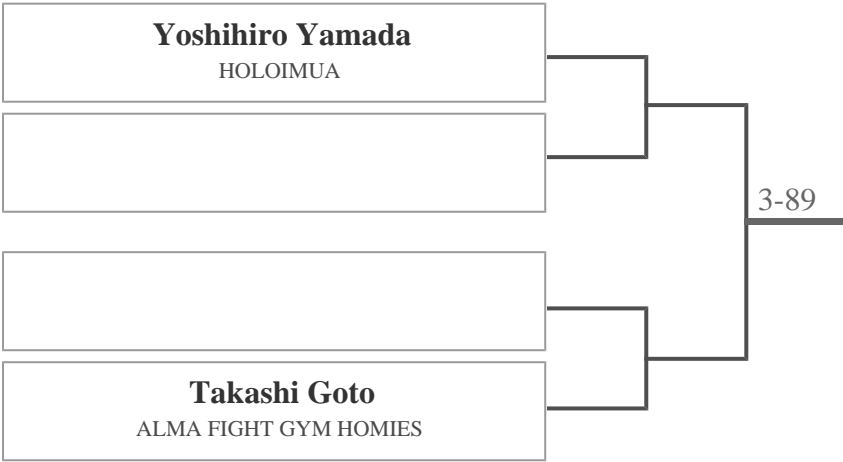 Yoshihiro Yamada
HOLOIMUA
3-89
Takashi Goto
ALMA FIGHT GYM HOMIES